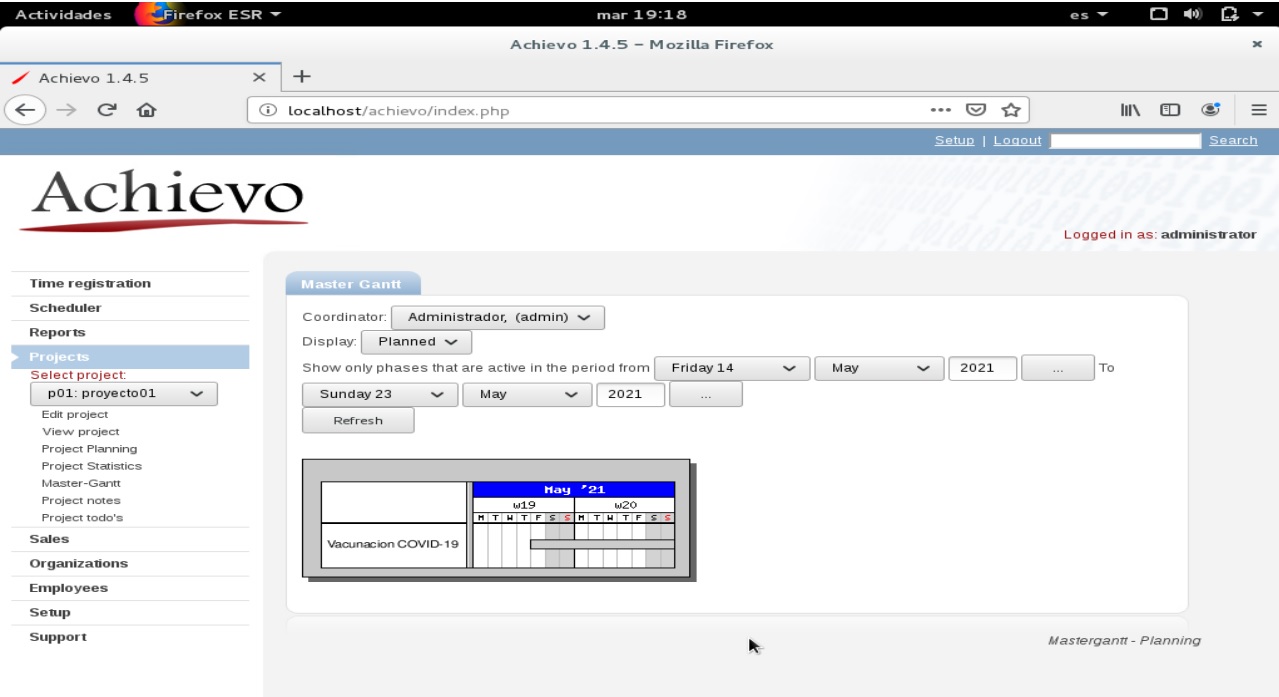 Actividades Firefox ESR mar 19:18 es
Achievo 1.4.5 – Mozilla Firefox
Achievo 1.4.5
localhost/achievo/index.php
Setup | Logout Search
Achievo
Logged in as: administrator
Time registration
Scheduler
Reports
Projects
Select project:
p01: proyecto01
Edit project
View project
Project Planning
Project Statistics
Master-Gantt
Project notes
Project todo's
Sales
Organizations
Employees
Setup
Support
Master Gantt
Coordinator: Administrador, (admin)
Display: Planned
Show only phases that are active in the period from Friday 14 May 2021 ... To
Sunday 23 May 2021 ...
Refresh
May '21
w19 w20
M T W T F S S M T W T F S S
Vacunacion COVID-19
Mastergantt - Planning